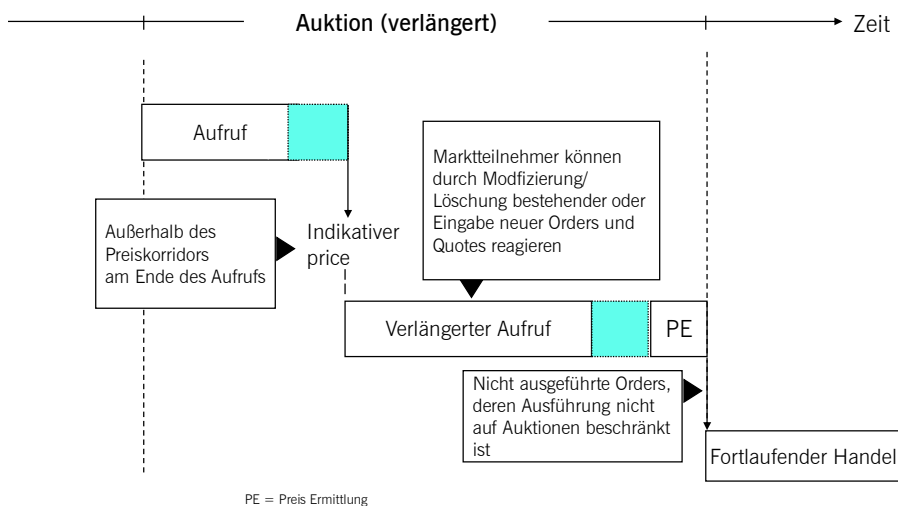 Auktion (verlängert)
Zeit
Aufruf
Marktteilnehmer können
durch Modfizierung/
Löschung bestehender oder
Eingabe neuer Orders und
Quotes reagieren
Außerhalb des
Preiskorridors
am Ende des Aufrufs
Indikativer
price
Verlängerter Aufruf
PE
Nicht ausgeführte Orders,
deren Ausführung nicht
auf Auktionen beschränkt
ist
Fortlaufender Handel
PE = Preis Ermittlung